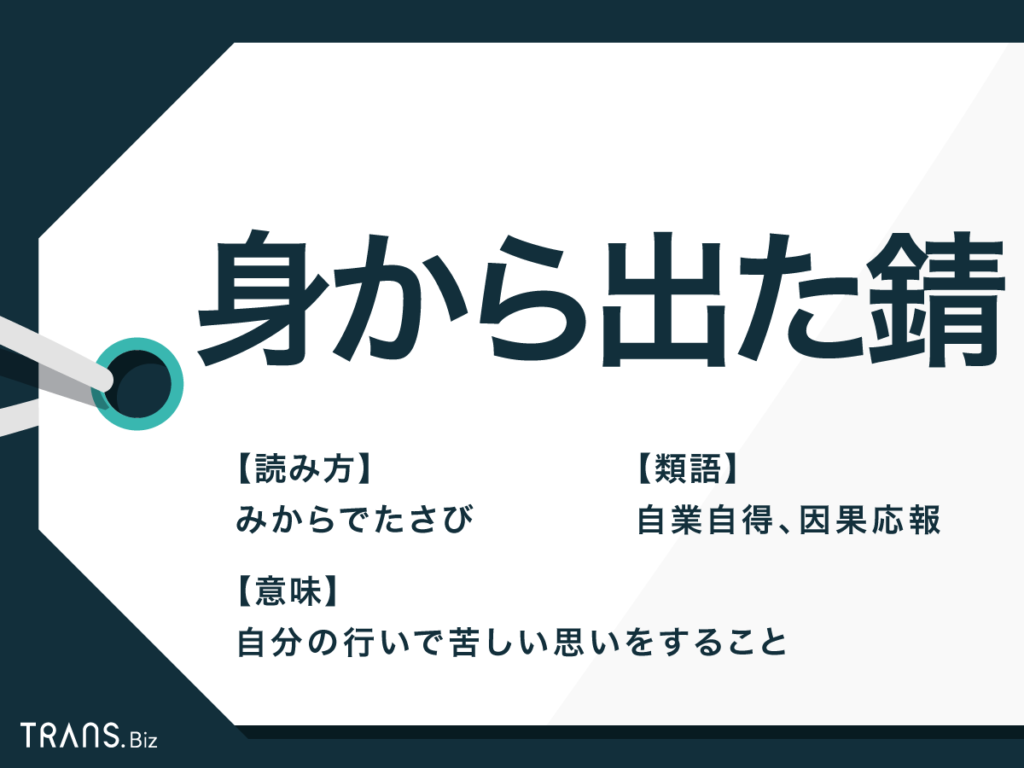 身から出た錆
【読み方】
みからでたさび
【類語】
自業自得、因果応報
【意味】
自分の行いで苦しい思いをすること
TRANS.Biz